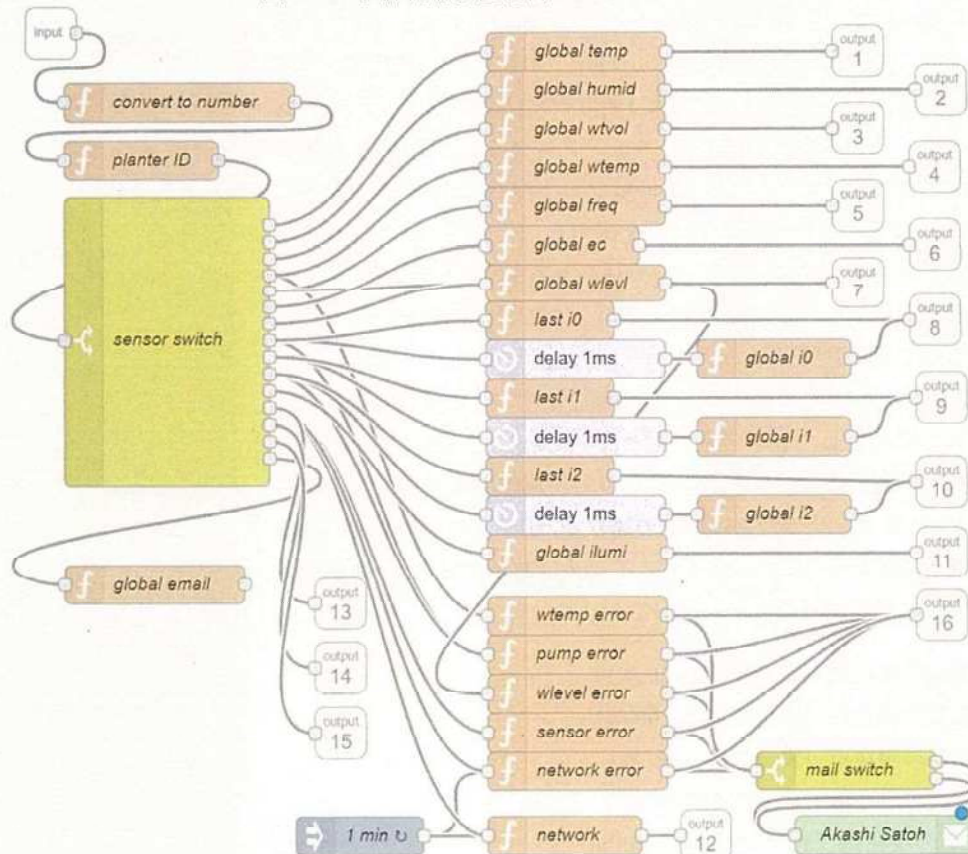 input
convert to number
planter ID
sensor switch
global email
global temp
global humid
global wtvol
global wtemp
global freq
global ec
global wlevl
last i0
delay 1ms
global i0
last i1
delay 1ms
global i1
last i2
delay 1ms
global i2
global ilumi
wtemp error
pump error
wlevel error
sensor error
network error
1 min ↻
network
output
1
output
2
output
3
output
4
output
5
output
6
output
7
output
8
output
9
output
10
output
11
output
13
output
14
output
15
output
16
mail switch
Akashi Satoh
output
12